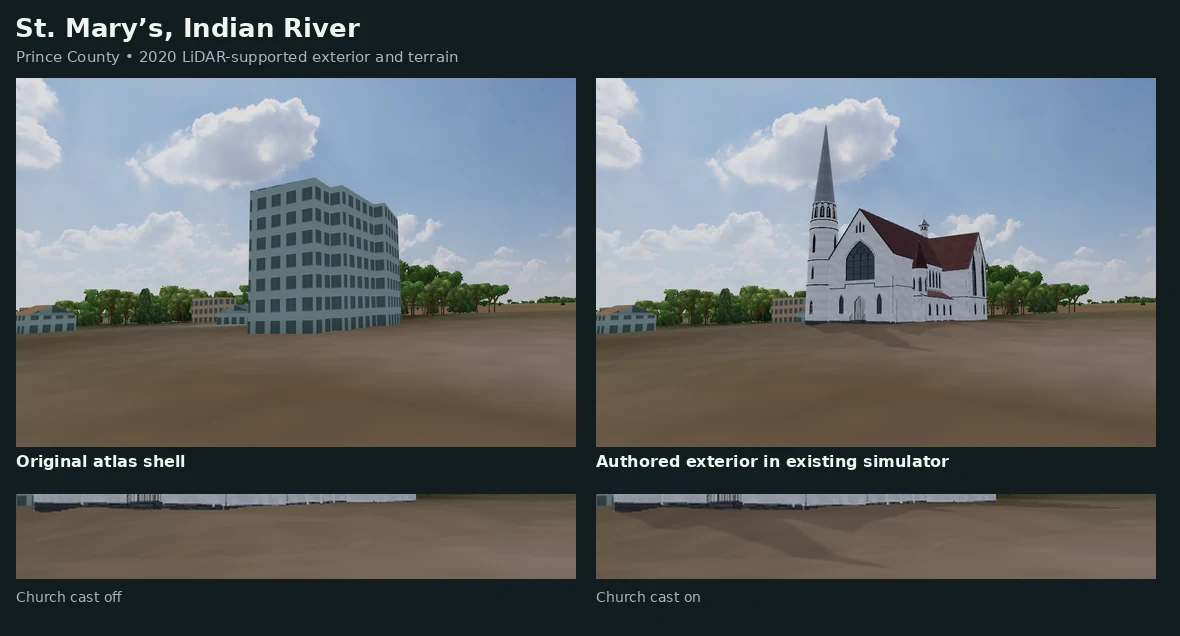 St. Mary’s, Indian River
Prince County • 2020 LiDAR-supported exterior and terrain
Original atlas shell
Authored exterior in existing simulator
Church cast off
Church cast on